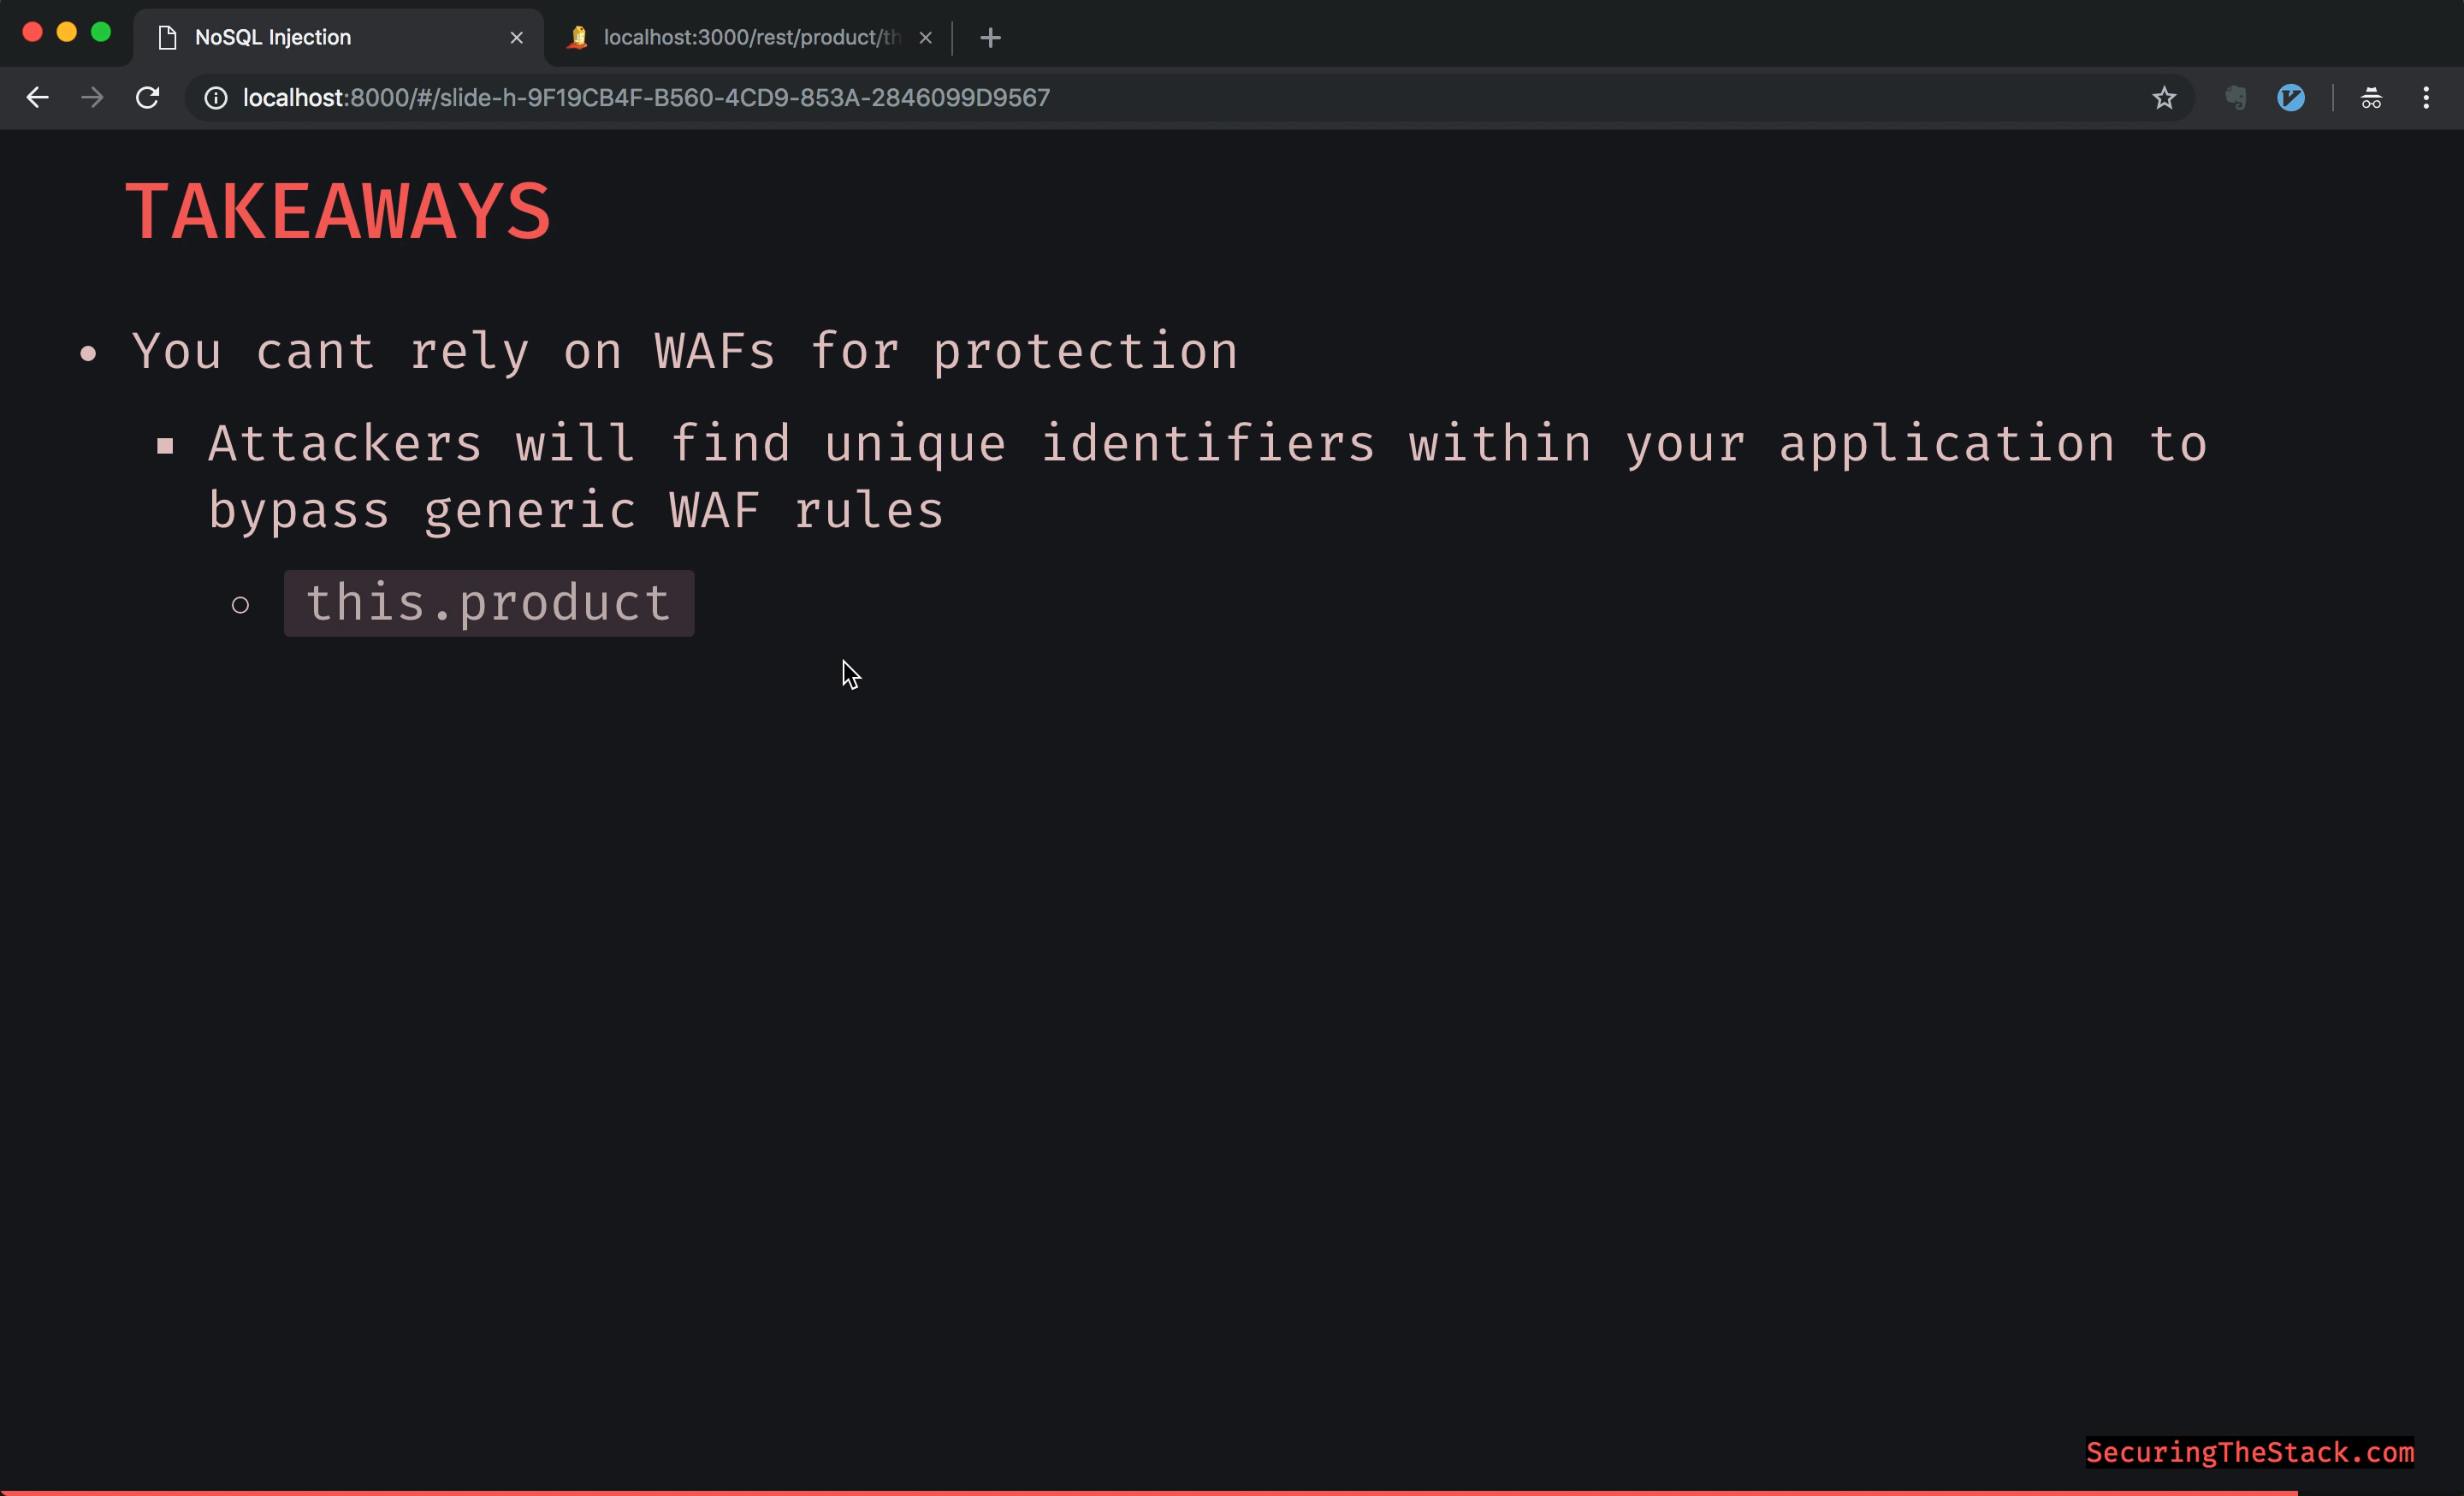 NoSQL Injection
localhost:3000/rest/product/th
localhost:8000/#/slide-h-9F19CB4F-B560-4CD9-853A-2846099D9567
TAKEAWAYS
You cant rely on WAFs for protection
Attackers will find unique identifiers within your application to
bypass generic WAF rules
this.product
SecuringTheStack.com